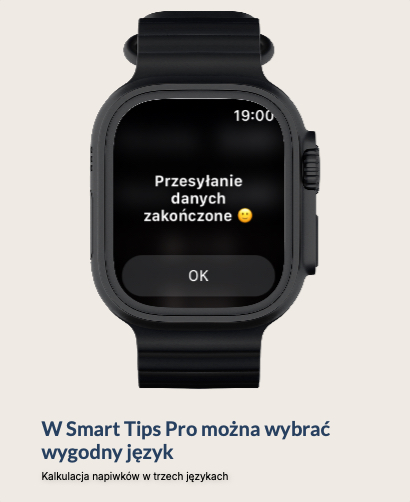 19:00
Przesyłanie
danych
zakończone 🙂
OK
W Smart Tips Pro można wybrać
wygodny język
Kalkulacja napiwków w trzech językach